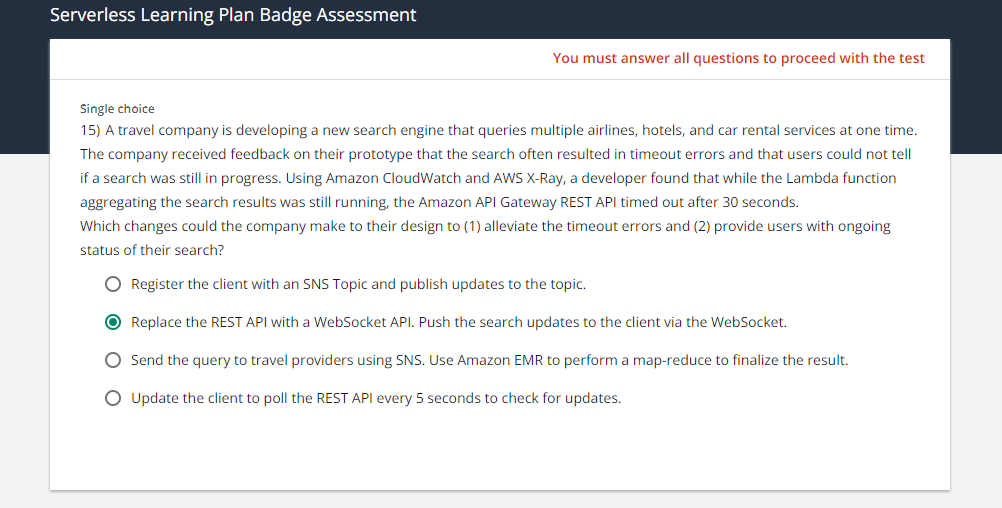 Serverless Learning Plan Badge Assessment
You must answer all questions to proceed with the test
Single choice
15) A travel company is developing a new search engine that queries multiple airlines, hotels, and car rental services at one time.
The company received feedback on their prototype that the search often resulted in timeout errors and that users could not tell
if a search was still in progress. Using Amazon CloudWatch and AWS X-Ray, a developer found that while the Lambda function
aggregating the search results was still running, the Amazon API Gateway REST API timed out after 30 seconds.
Which changes could the company make to their design to (1) alleviate the timeout errors and (2) provide users with ongoing
status of their search?
Register the client with an SNS Topic and publish updates to the topic.
Replace the REST API with a WebSocket API. Push the search updates to the client via the WebSocket.
Send the query to travel providers using SNS. Use Amazon EMR to perform a map-reduce to finalize the result.
Update the client to poll the REST API every 5 seconds to check for updates.